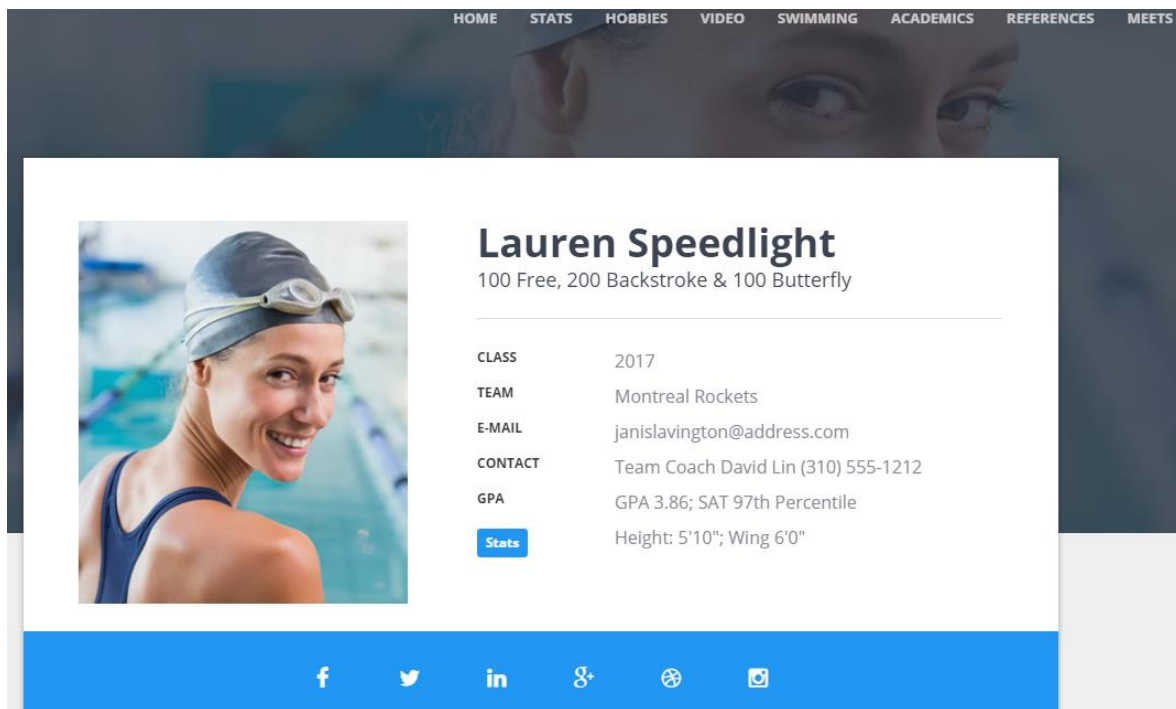 HOME STATS HOBBIES VIDEO SWIMMING ACADEMICS REFERENCES MEETS
Lauren Speedlight
100 Free, 200 Backstroke & 100 Butterfly
CLASS 2017
TEAM Montreal Rockets
E-MAIL janislavington@address.com
CONTACT Team Coach David Lin (310) 555-1212
GPA GPA 3.86; SAT 97th Percentile
Stats Height: 5'10"; Wing 6'0"
f in g+